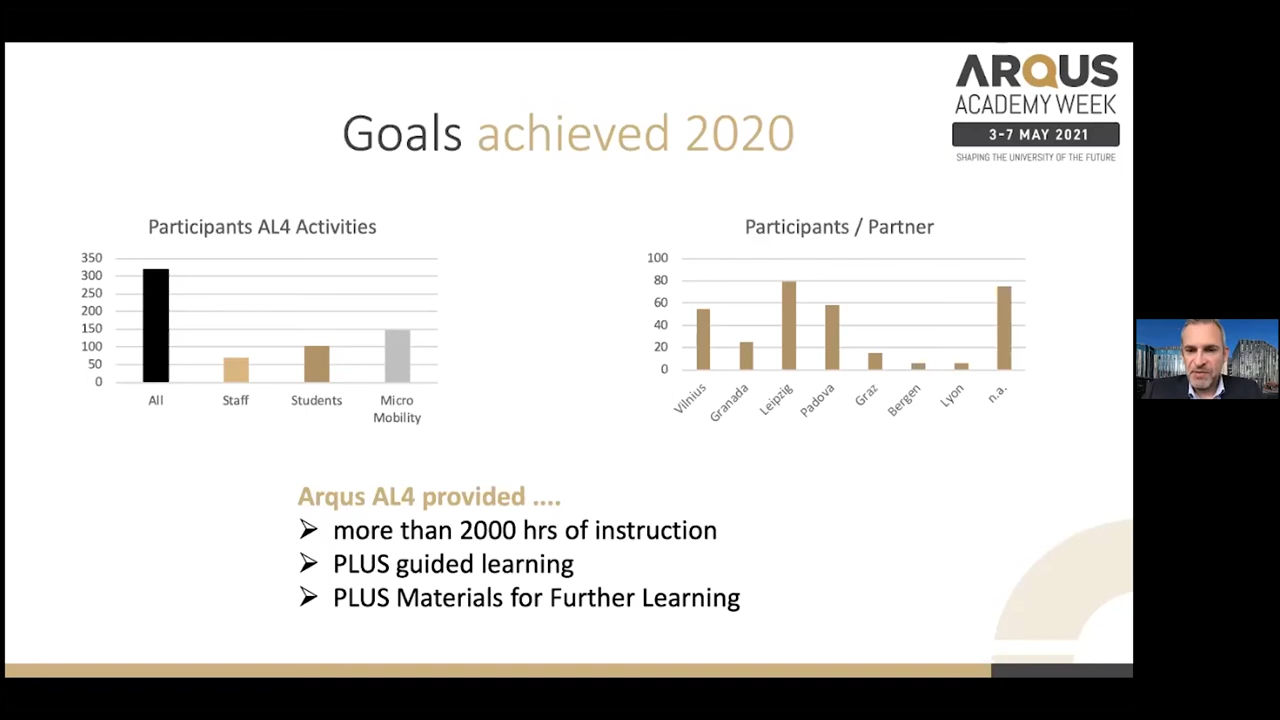 ARQUS
ACADEMY WEEK
3-7 MAY 2021
SHAPING THE UNIVERSITY OF THE FUTURE
Goals achieved 2020
Participants AL4 Activities
350
300
250
200
150
100
50
0
All
Staff
Students
Micro
Mobility
Participants / Partner
100
80
60
40
20
0
Vilnius
Granada
Leipzig
Padova
Graz
Bergen
Lyon
n.a.
Arqus AL4 provided ....
➢ more than 2000 hrs of instruction
➢ PLUS guided learning
➢ PLUS Materials for Further Learning